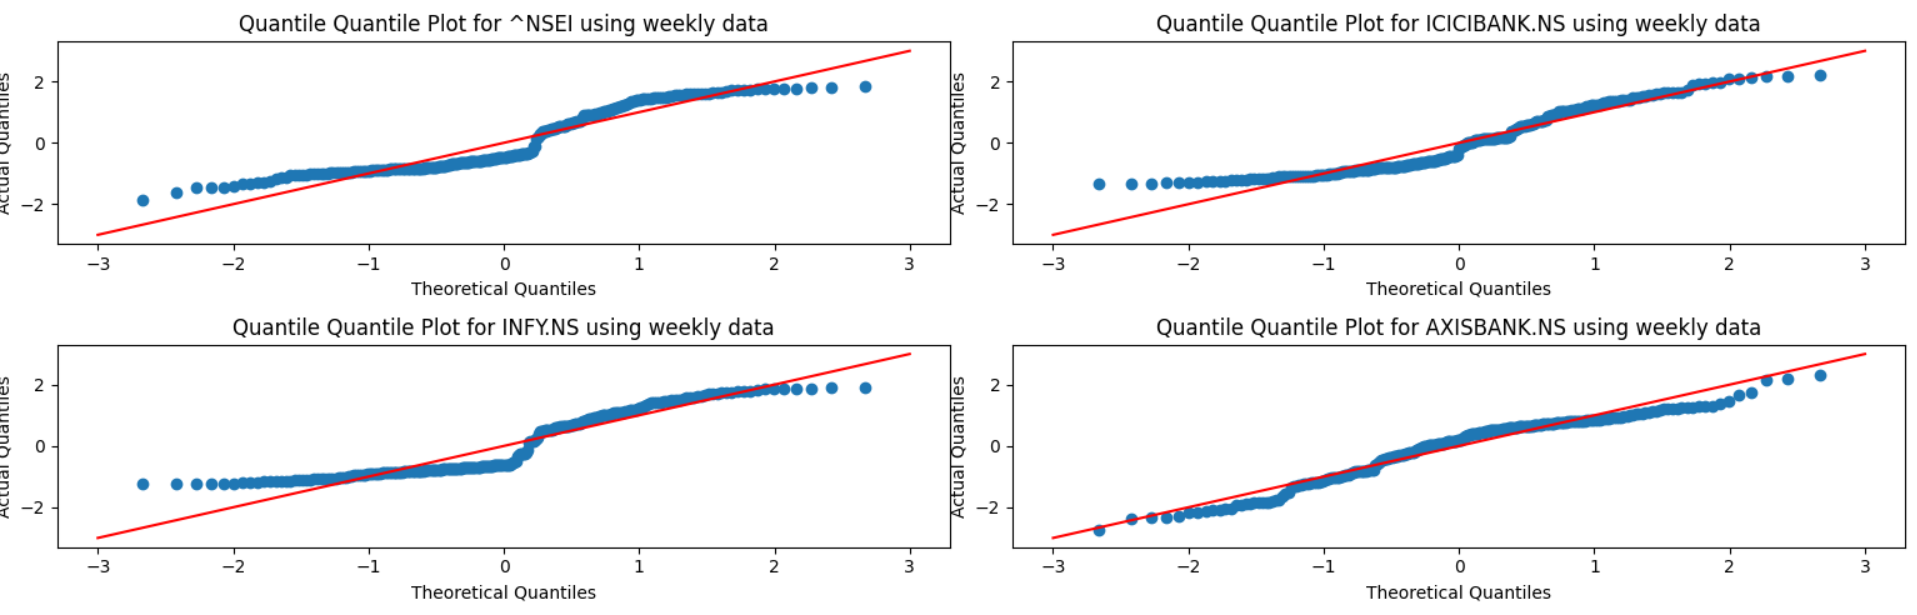 Quantile Quantile Plot for ^NSEI using weekly data
Actual Quantiles
2
0
−2
−3 −2 −1 0 1 2 3
Theoretical Quantiles
Quantile Quantile Plot for ICICIBANK.NS using weekly data
Actual Quantiles
2
0
−2
−3 −2 −1 0 1 2 3
Theoretical Quantiles
Quantile Quantile Plot for INFY.NS using weekly data
Actual Quantiles
2
0
−2
−3 −2 −1 0 1 2 3
Theoretical Quantiles
Quantile Quantile Plot for AXISBANK.NS using weekly data
Actual Quantiles
2
0
−2
−3 −2 −1 0 1 2 3
Theoretical Quantiles